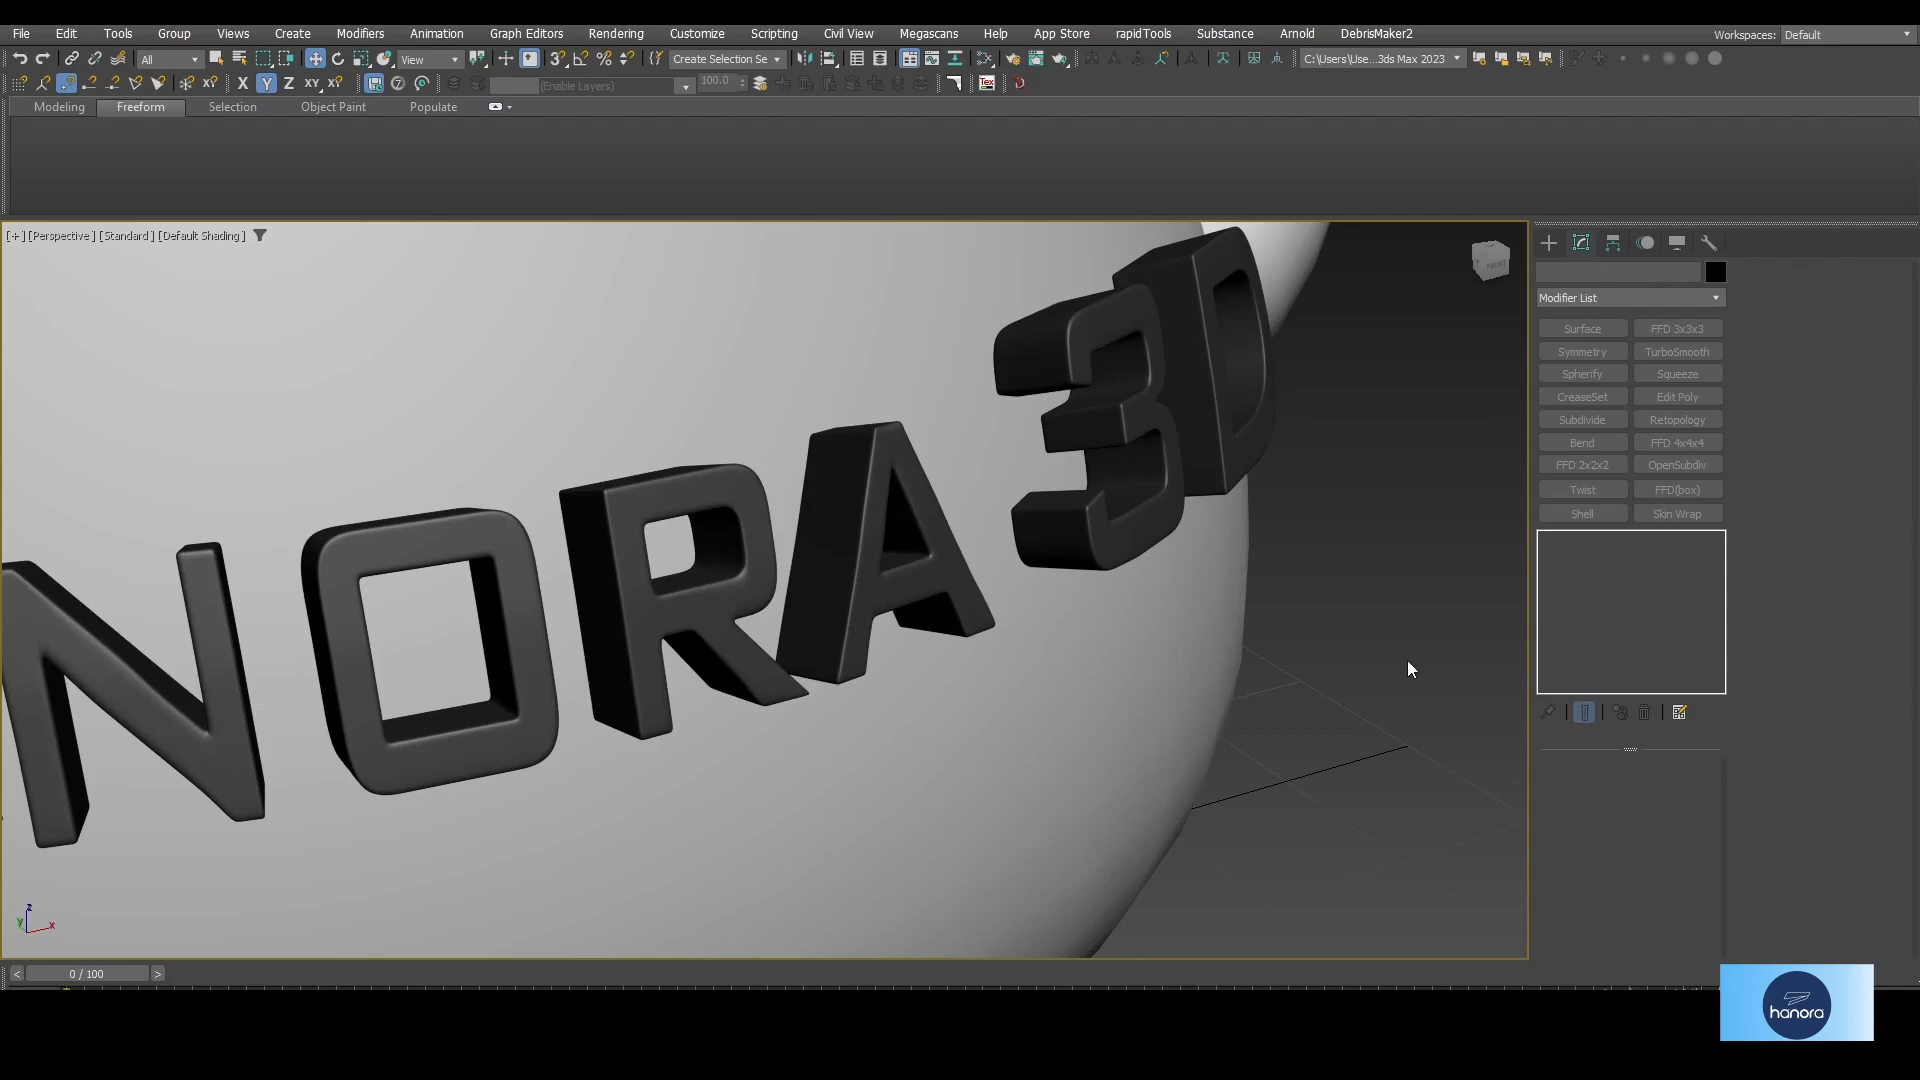 File Edit Tools Group Views Create Modifiers Animation Graph Editors Rendering Customize Scripting Civil View Megascans Help App Store rapidTools Substance Arnold DebrisMaker2 Workspaces: Default
All View Create Selection Se C:\Users\Use...3ds Max 2023
X Y Z XY XP (Enable Layers) 100.0 Tex
Modeling Freeform Selection Object Paint Populate
[+] [Perspective] [Standard] [Default Shading]
FRONT
Modifier List
Surface FFD 3x3x3
Symmetry TurboSmooth
Spherify Squeeze
CreaseSet Edit Poly
Subdivide Retopology
Bend FFD 4x4x4
FFD 2x2x2 OpenSubdiv
Twist FFD(box)
Shell Skin Wrap
NORA 3D
z
y x
< 0 / 100 >
hanora